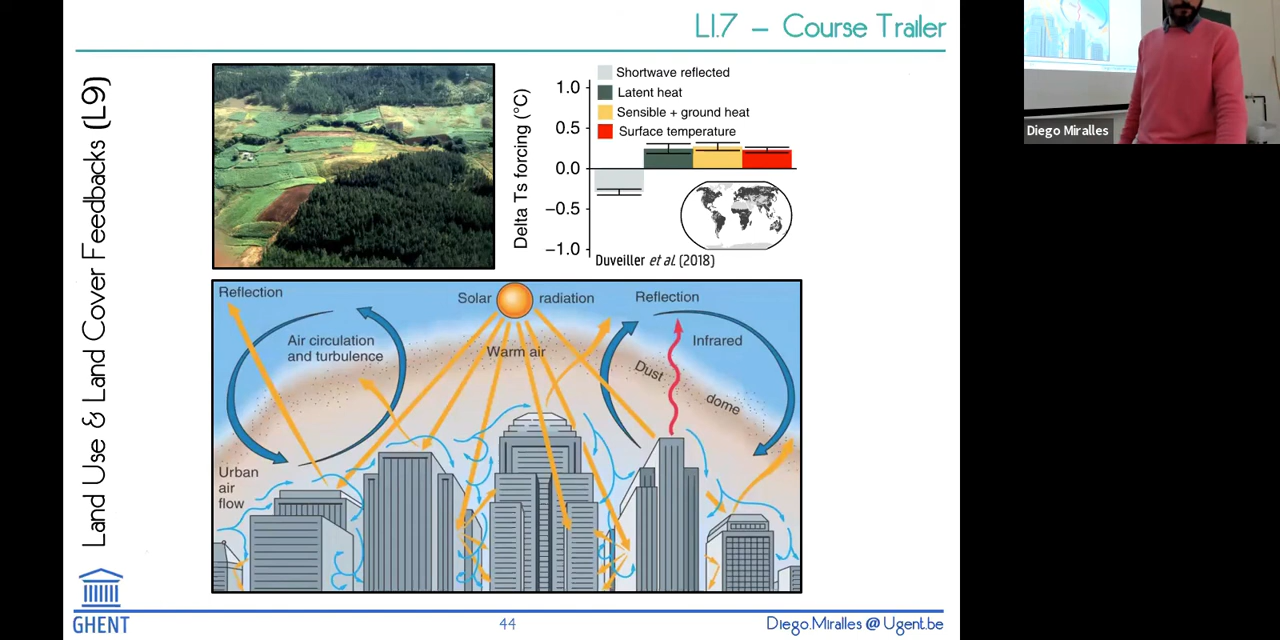 L1.7 – Course Trailer
Land Use & Land Cover Feedbacks (L9)
Delta Ts forcing (°C)
1.0
0.5
0.0
−0.5
−1.0
Shortwave reflected
Latent heat
Sensible + ground heat
Surface temperature
Duveiller et al. (2018)
Reflection
Solar radiation
Reflection
Air circulation
and turbulence
Warm air
Infrared
Dust dome
Urban
air
flow
GHENT
44
Diego.Miralles @ Ugent.be
Diego Miralles